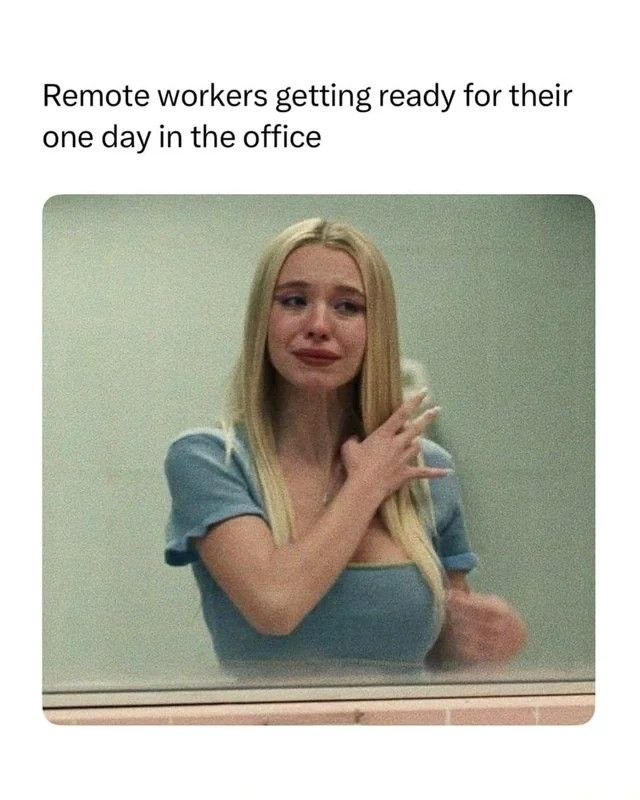 Remote workers getting ready for their
one day in the office